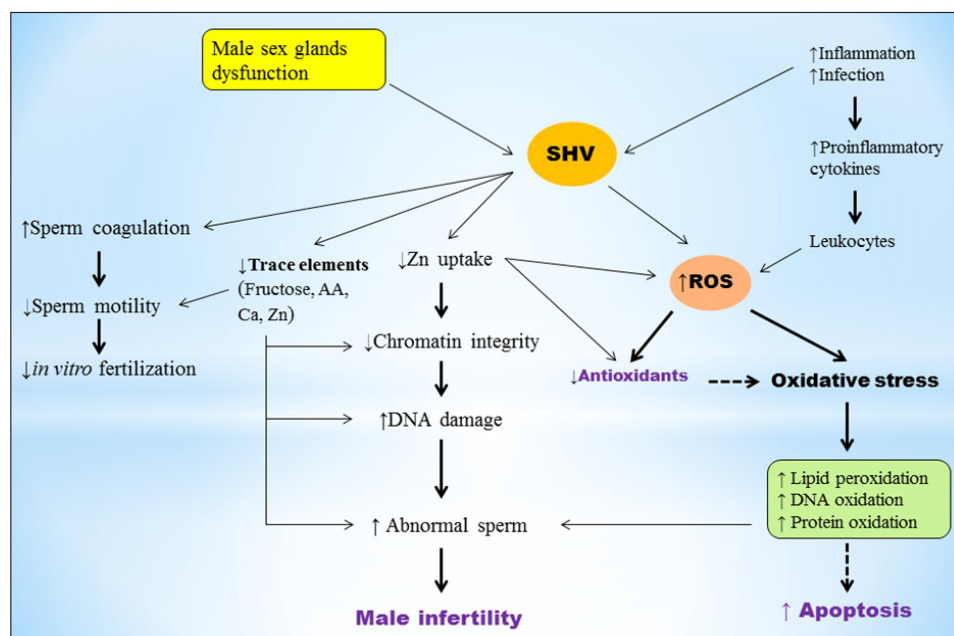 Male sex glands
dysfunction
↑Inflammation
↑Infection
SHV
↑Proinflammatory
cytokines
↑Sperm coagulation
↓Trace elements
(Fructose, AA,
Ca, Zn)
↓Zn uptake
Leukocytes
↑ROS
↓Sperm motility
↓in vitro fertilization
↓Chromatin integrity
↓Antioxidants
Oxidative stress
↑DNA damage
↑ Lipid peroxidation
↑ DNA oxidation
↑ Protein oxidation
↑ Abnormal sperm
Male infertility
↑ Apoptosis